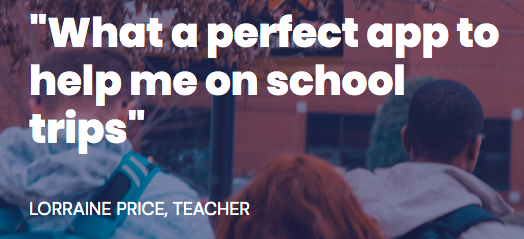 "What a perfect app to
help me on school
trips"
LORRAINE PRICE, TEACHER